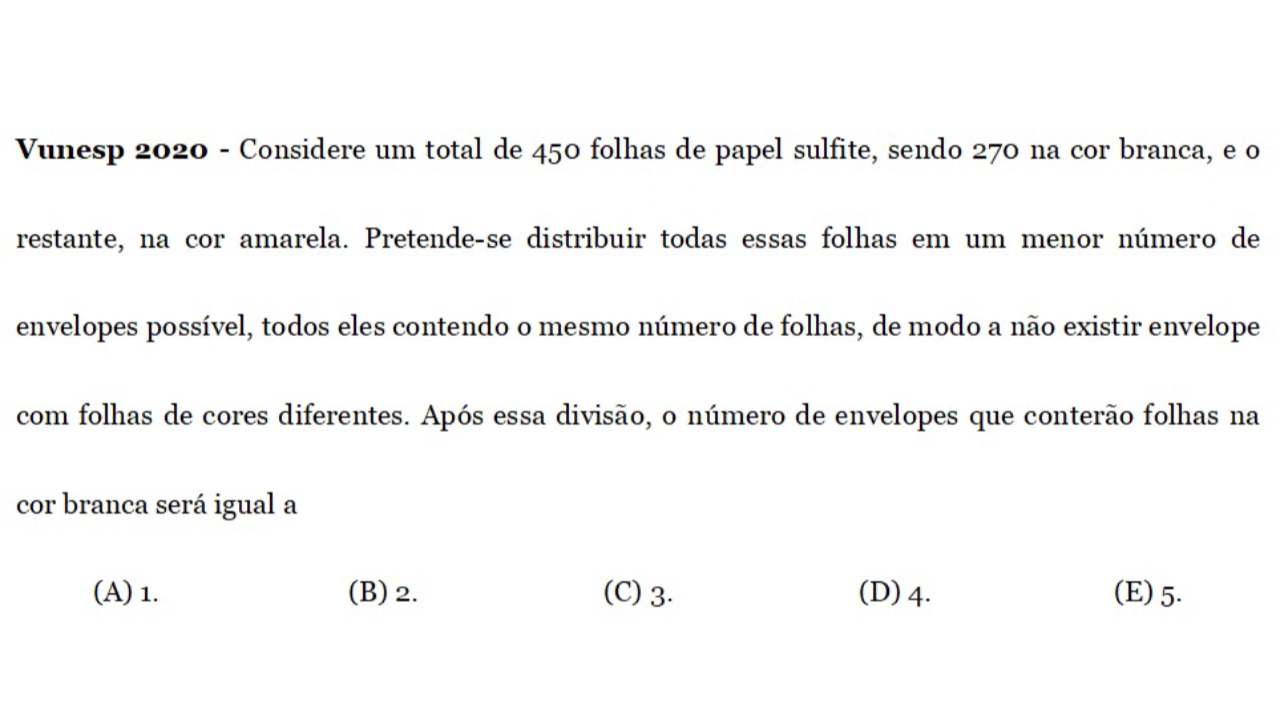 Vunesp 2020 - Considere um total de 450 folhas de papel sulfite, sendo 270 na cor branca, e o
restante, na cor amarela. Pretende-se distribuir todas essas folhas em um menor número de
envelopes possível, todos eles contendo o mesmo número de folhas, de modo a não existir envelope
com folhas de cores diferentes. Após essa divisão, o número de envelopes que conterão folhas na
cor branca será igual a
(A) 1. (B) 2. (C) 3. (D) 4. (E) 5.